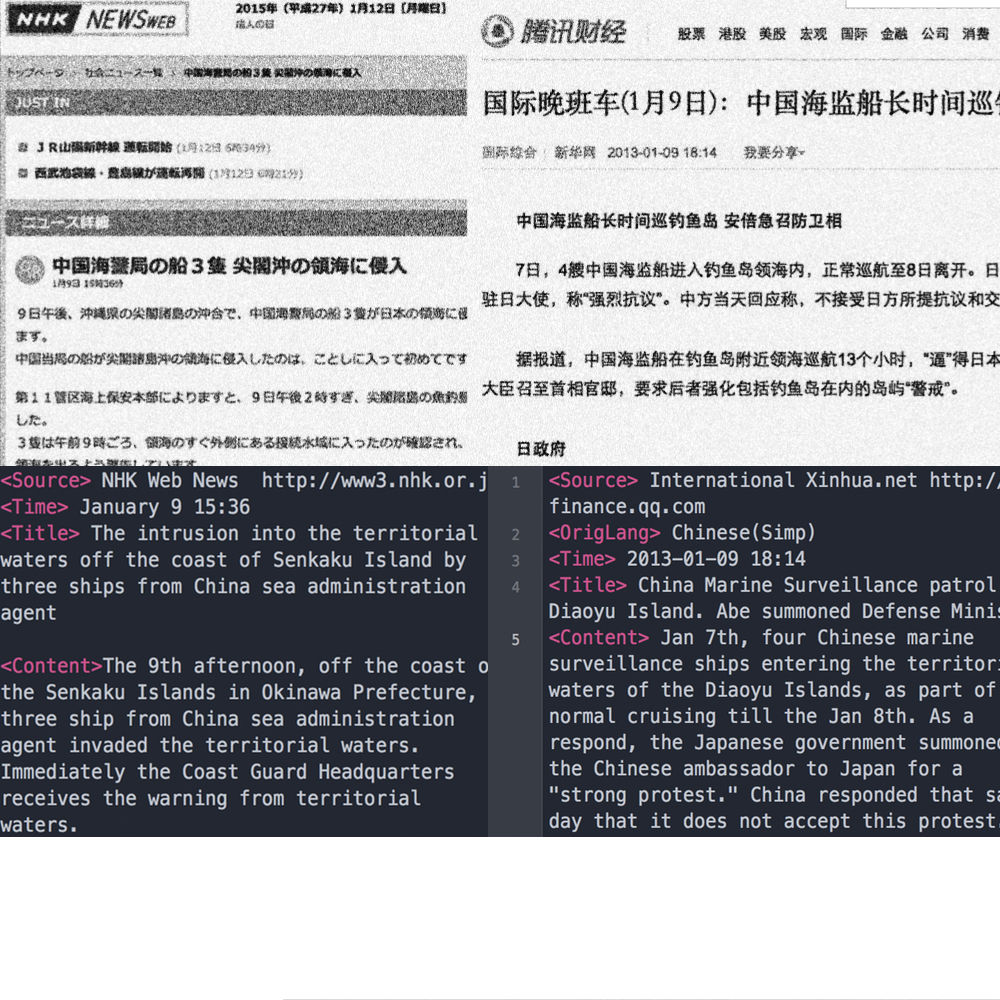 NHK NEWS WEB
2015年（平成27年）1月12日［月曜日］
成人の日
トップページ 社会ニュース一覧 中国海警局の船３隻 尖閣沖の領海に侵入
JUST IN
ＪＲ山陽新幹線 運転開始 (1月12日 6時34分)
西武池袋線・豊島線が運転再開 (1月12日 6時21分)
ニュース詳細
中国海警局の船３隻 尖閣沖の領海に侵入
1月9日 15時36分
９日午後、沖縄県の尖閣諸島の沖合で、中国海警局の船３隻が日本の領海に侵
ます。
中国当局の船が尖閣諸島沖の領海に侵入したのは、ことしに入って初めてです
第１１管区海上保安本部によりますと、９日午後２時すぎ、尖閣諸島の魚釣島
した。
３隻は午前９時ごろ、領海のすぐ外側にある接続水域に入ったのが確認され、
領海を出るよう警告しています。
腾讯财经
股票 港股 美股 宏观 国际 金融 公司 消费
国际晚班车(1月9日)：中国海监船长时间巡钓
国际综合 新华网 2013-01-09 18:14 我要分享
中国海监船长时间巡钓鱼岛 安倍急召防卫相
7日，4艘中国海监船进入钓鱼岛领海内，正常巡航至8日离开。日
驻日大使，称“强烈抗议”。中方当天回应称，不接受日方所提抗议和交
据报道，中国海监船在钓鱼岛附近领海巡航13个小时，“逼”得日本
大臣召至首相官邸，要求后者强化包括钓鱼岛在内的岛屿“警戒”。
日政府
<Source> NHK Web News http://www3.nhk.or.j
<Time> January 9 15:36
<Title> The intrusion into the territorial
waters off the coast of Senkaku Island by
three ships from China sea administration
agent
<Content>The 9th afternoon, off the coast o
the Senkaku Islands in Okinawa Prefecture,
three ship from China sea administration
agent invaded the territorial waters.
Immediately the Coast Guard Headquarters
receives the warning from territorial
waters.
1 <Source> International Xinhua.net http:/
finance.qq.com
2 <OrigLang> Chinese(Simp)
3 <Time> 2013-01-09 18:14
4 <Title> China Marine Surveillance patrol
Diaoyu Island. Abe summoned Defense Minis
5 <Content> Jan 7th, four Chinese marine
surveillance ships entering the territori
waters of the Diaoyu Islands, as part of
normal cruising till the Jan 8th. As a
respond, the Japanese government summoned
the Chinese ambassador to Japan for a
"strong protest." China responded that sa
day that it does not accept this protest.